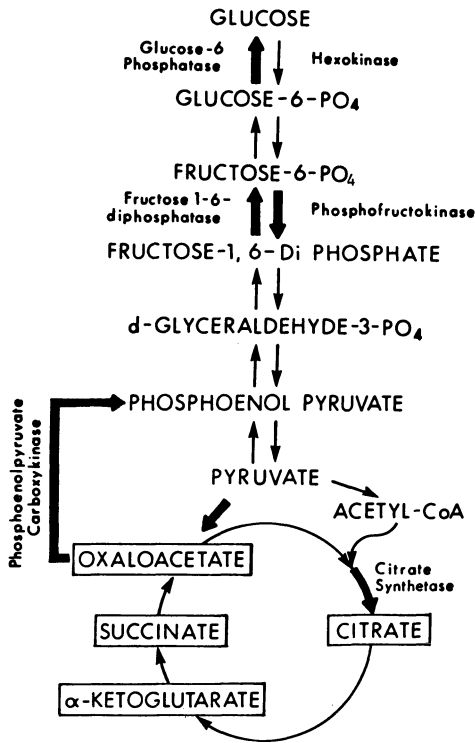 GLUCOSE
Glucose-6
Phosphatase
Hexokinase
GLUCOSE-6-PO₄
FRUCTOSE-6-PO₄
Fructose 1-6-
diphosphatase
Phosphofructokinase
FRUCTOSE-1, 6-Di PHOSPHATE
d-GLYCERALDEHYDE-3-PO₄
PHOSPHOENOL PYRUVATE
Phosphoenolpyruvate
Carboxykinase
PYRUVATE
ACETYL-CoA
OXALOACETATE
Citrate
Synthetase
SUCCINATE
CITRATE
α-KETOGLUTARATE